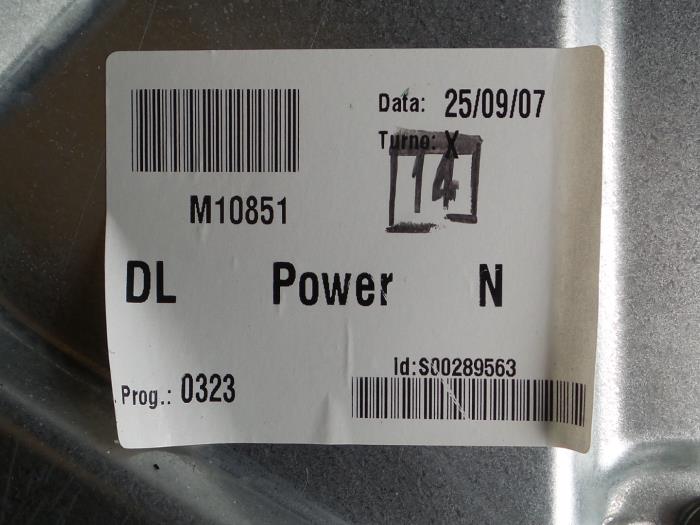 Data: 25/09/07
Turno: X
14
M10851
DL Power N
Id:S00289563
Prog.: 0323